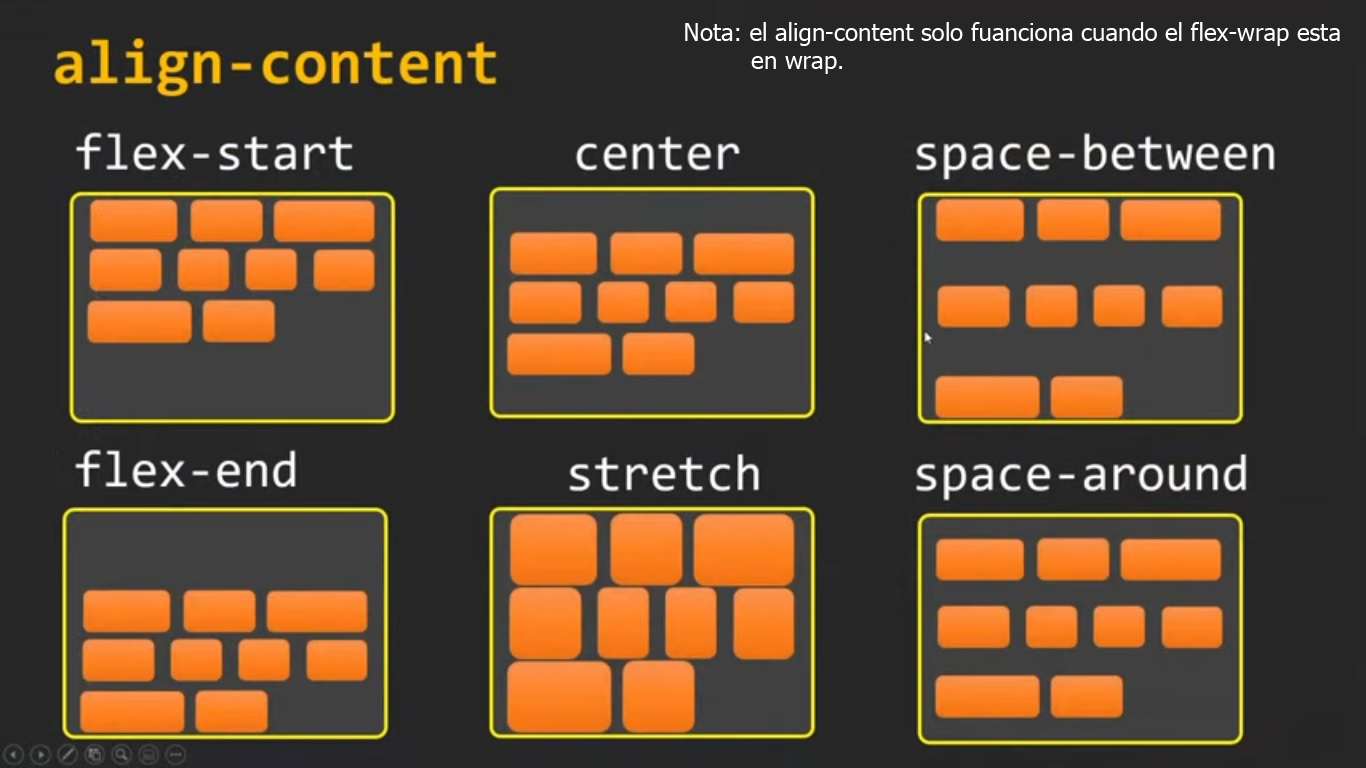 Nota: el align-content solo fuanciona cuando el flex-wrap esta
en wrap.
align-content
flex-start
center
space-between
flex-end
stretch
space-around